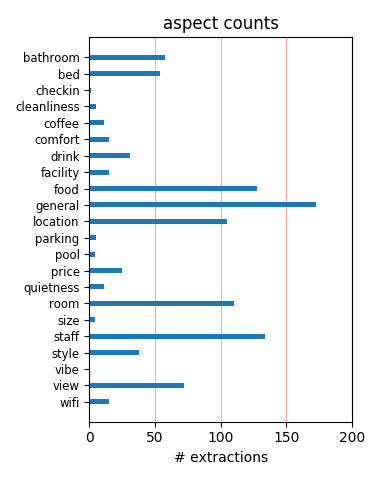 aspect counts
bathroom
bed
checkin
cleanliness
coffee
comfort
drink
facility
food
general
location
parking
pool
price
quietness
room
size
staff
style
vibe
view
wifi
0 50 100 150 200
# extractions